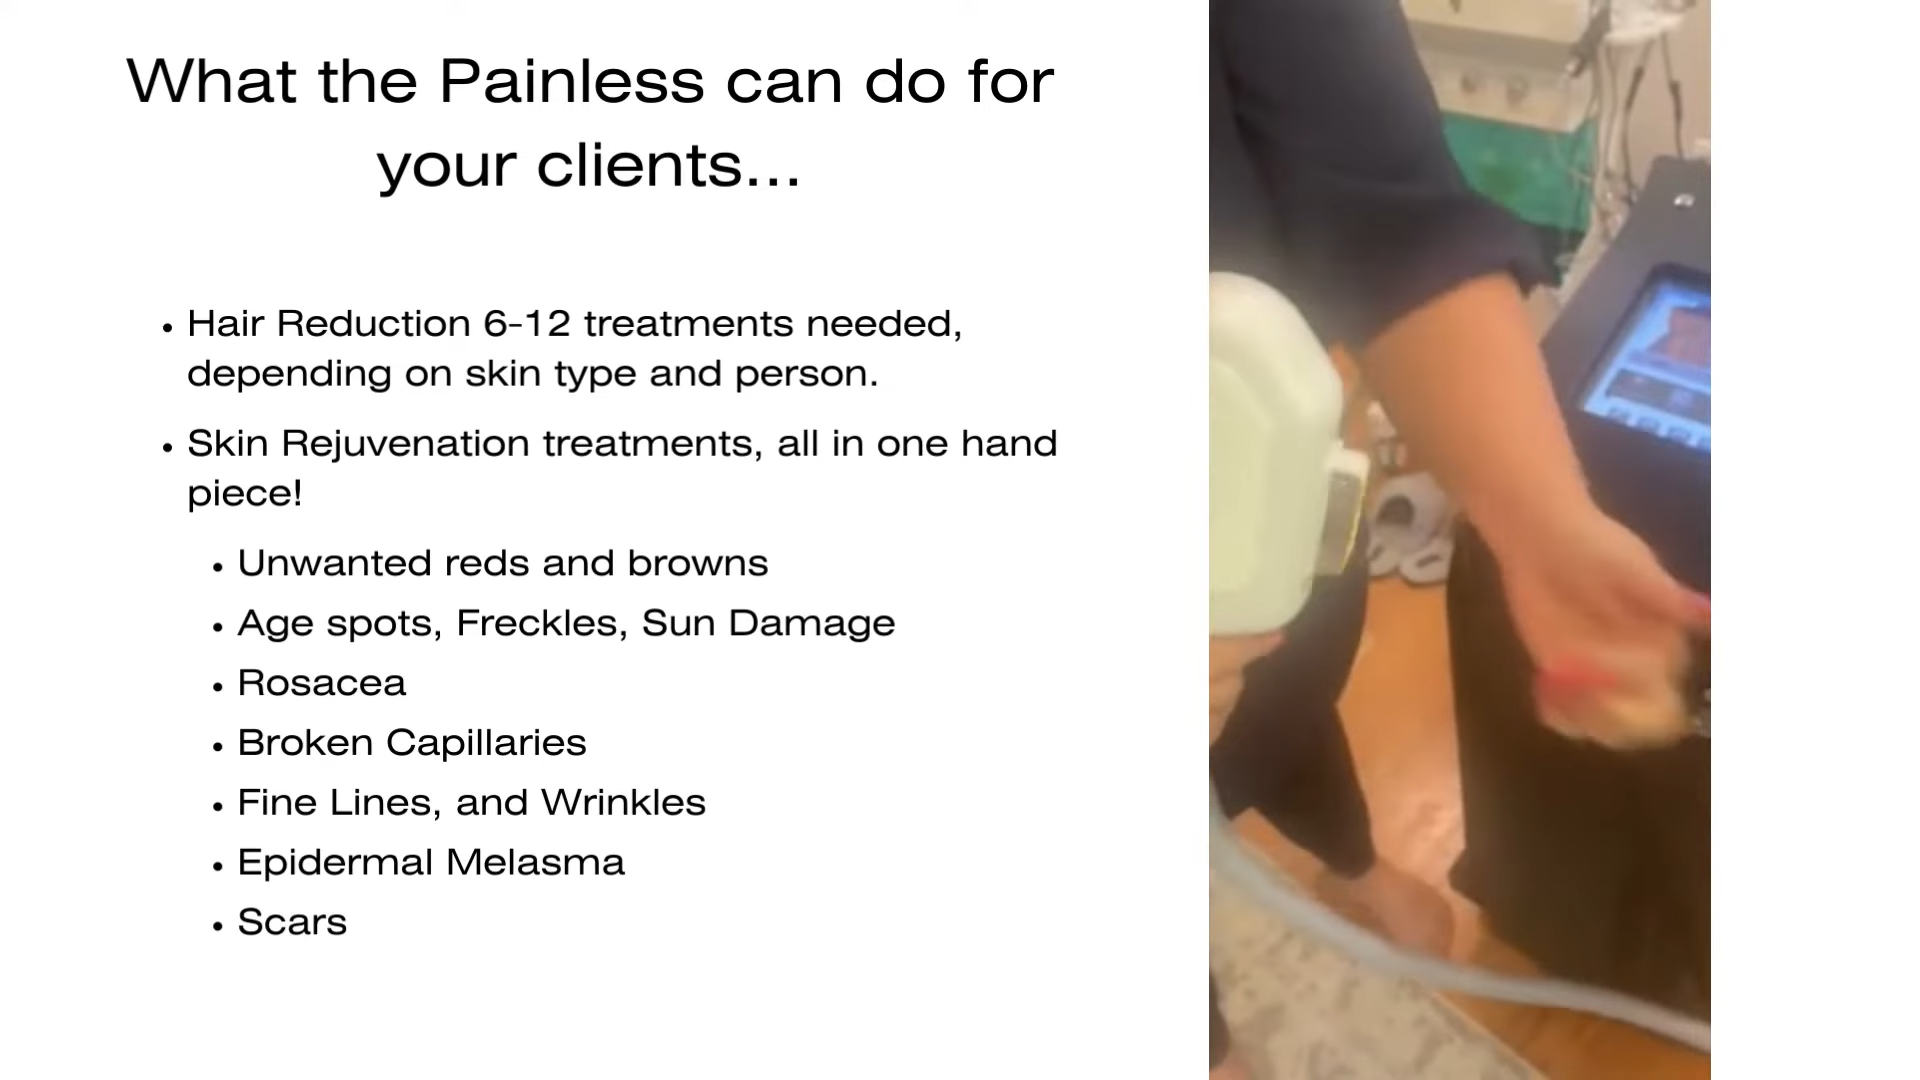 What the Painless can do for
your clients...
• Hair Reduction 6-12 treatments needed,
depending on skin type and person.
• Skin Rejuvenation treatments, all in one hand
piece!
• Unwanted reds and browns
• Age spots, Freckles, Sun Damage
• Rosacea
• Broken Capillaries
• Fine Lines, and Wrinkles
• Epidermal Melasma
• Scars